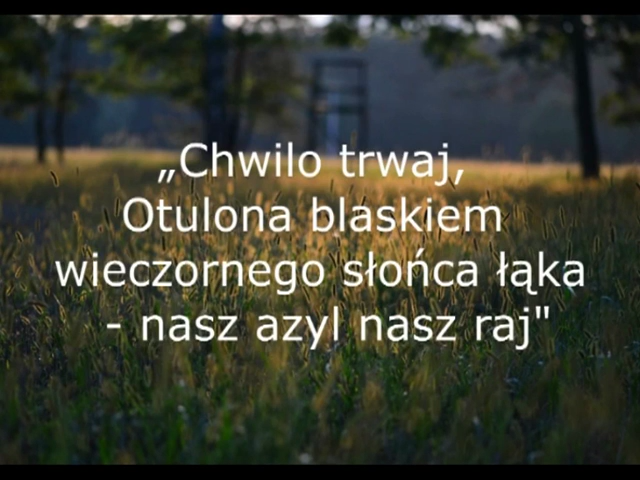 „Chwilo trwaj,
Otulona blaskiem
wieczornego słońca łąka
- nasz azyl nasz raj"